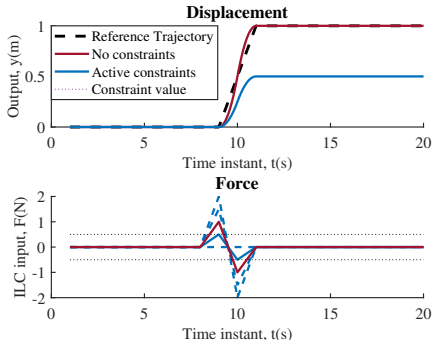 Displacement
Output, y(m)
1
0.5
0
Reference Trajectory
No constraints
Active constraints
Constraint value
0 5 10 15 20
Time instant, t(s)
Force
ILC input, F(N)
2
1
0
-1
-2
0 5 10 15 20
Time instant, t(s)